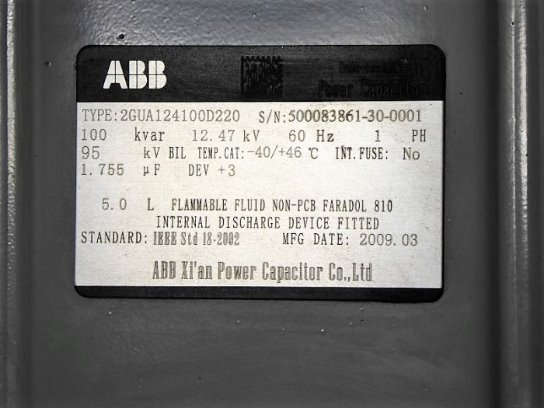 ABB
Power Capacitor
TYPE:2GUA124100D220 S/N:500083861-30-0001
100 kvar 12.47 kV 60 Hz 1 PH
95 kV BIL TEMP.CAT:-40/+46 ℃ INT.FUSE: No
1.755 μF DEV +3
5.0 L FLAMMABLE FLUID NON-PCB FARADOL 810
INTERNAL DISCHARGE DEVICE FITTED
STANDARD: IEEE Std 18-2002 MFG DATE: 2009.03
ABB Xi'an Power Capacitor Co.,Ltd